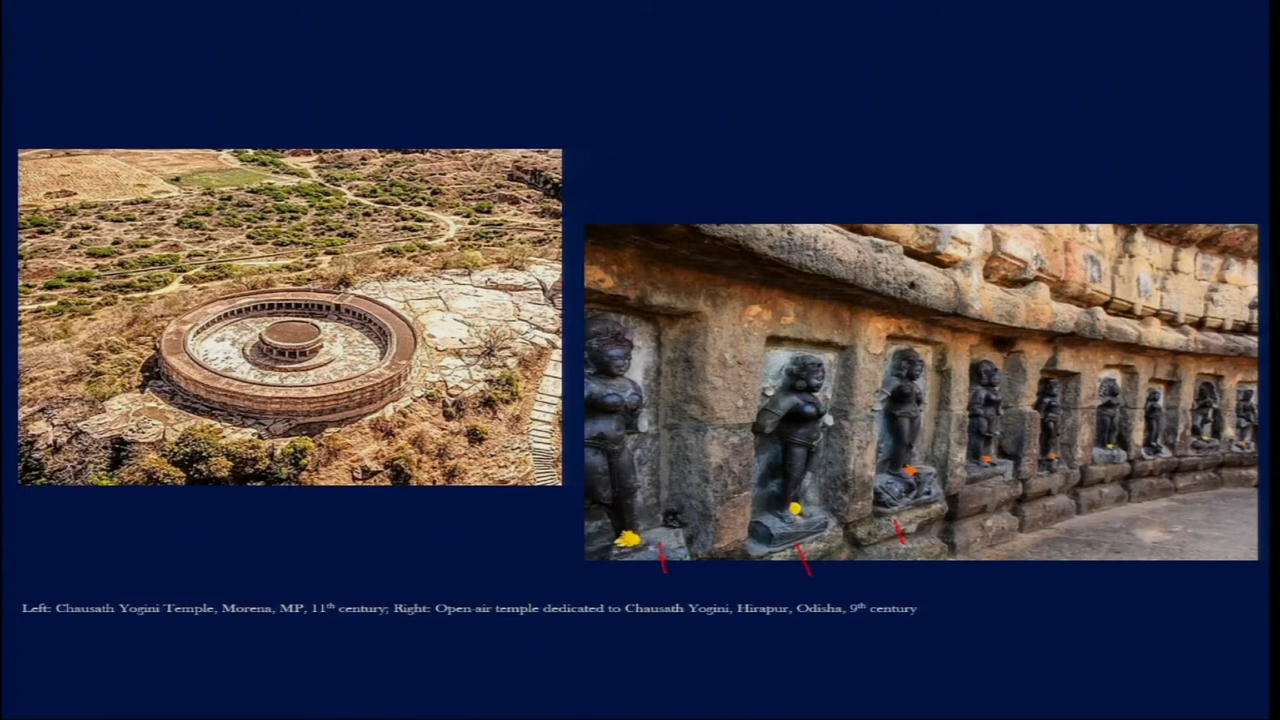 Left: Chausath Yogini Temple, Morena, MP, 11th century; Right: Open-air temple dedicated to Chausath Yogini, Hirapur, Odisha, 9th century